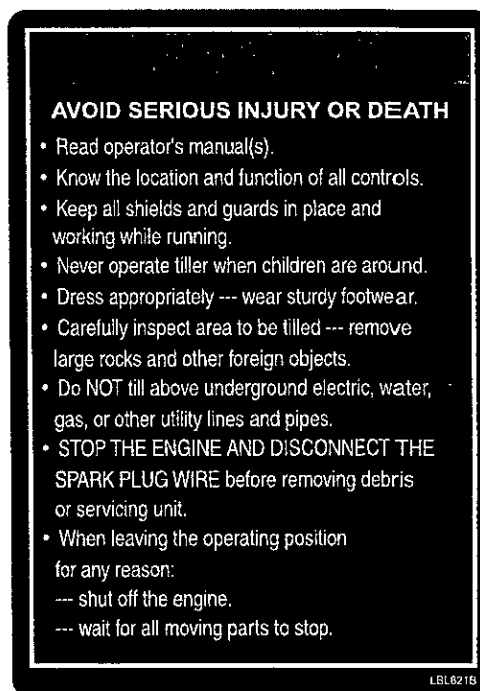 AVOID SERIOUS INJURY OR DEATH
• Read operator's manual(s).
• Know the location and function of all controls.
• Keep all shields and guards in place and
working while running.
• Never operate tiller when children are around.
• Dress appropriately --- wear sturdy footwear.
• Carefully inspect area to be tilled --- remove
large rocks and other foreign objects.
• Do NOT till above underground electric, water,
gas, or other utility lines and pipes.
• STOP THE ENGINE AND DISCONNECT THE
SPARK PLUG WIRE before removing debris
or servicing unit.
• When leaving the operating position
for any reason:
--- shut off the engine.
--- wait for all moving parts to stop.
LBL821B